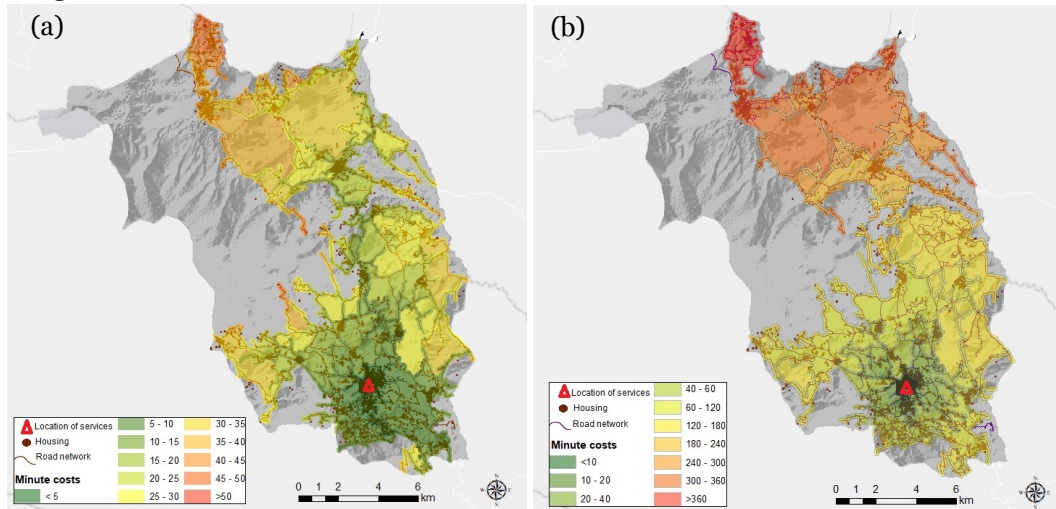 (a)
Location of services
Housing
Road network
Minute costs
< 5
5 - 10
10 - 15
15 - 20
20 - 25
25 - 30
30 - 35
35 - 40
40 - 45
45 - 50
>50
0 1 2 4 6
km
N
S
(b)
Location of services
Housing
Road network
Minute costs
<10
10 - 20
20 - 40
40 - 60
60 - 120
120 - 180
180 - 240
240 - 300
300 - 360
>360
0 1 2 4 6
km
N
S